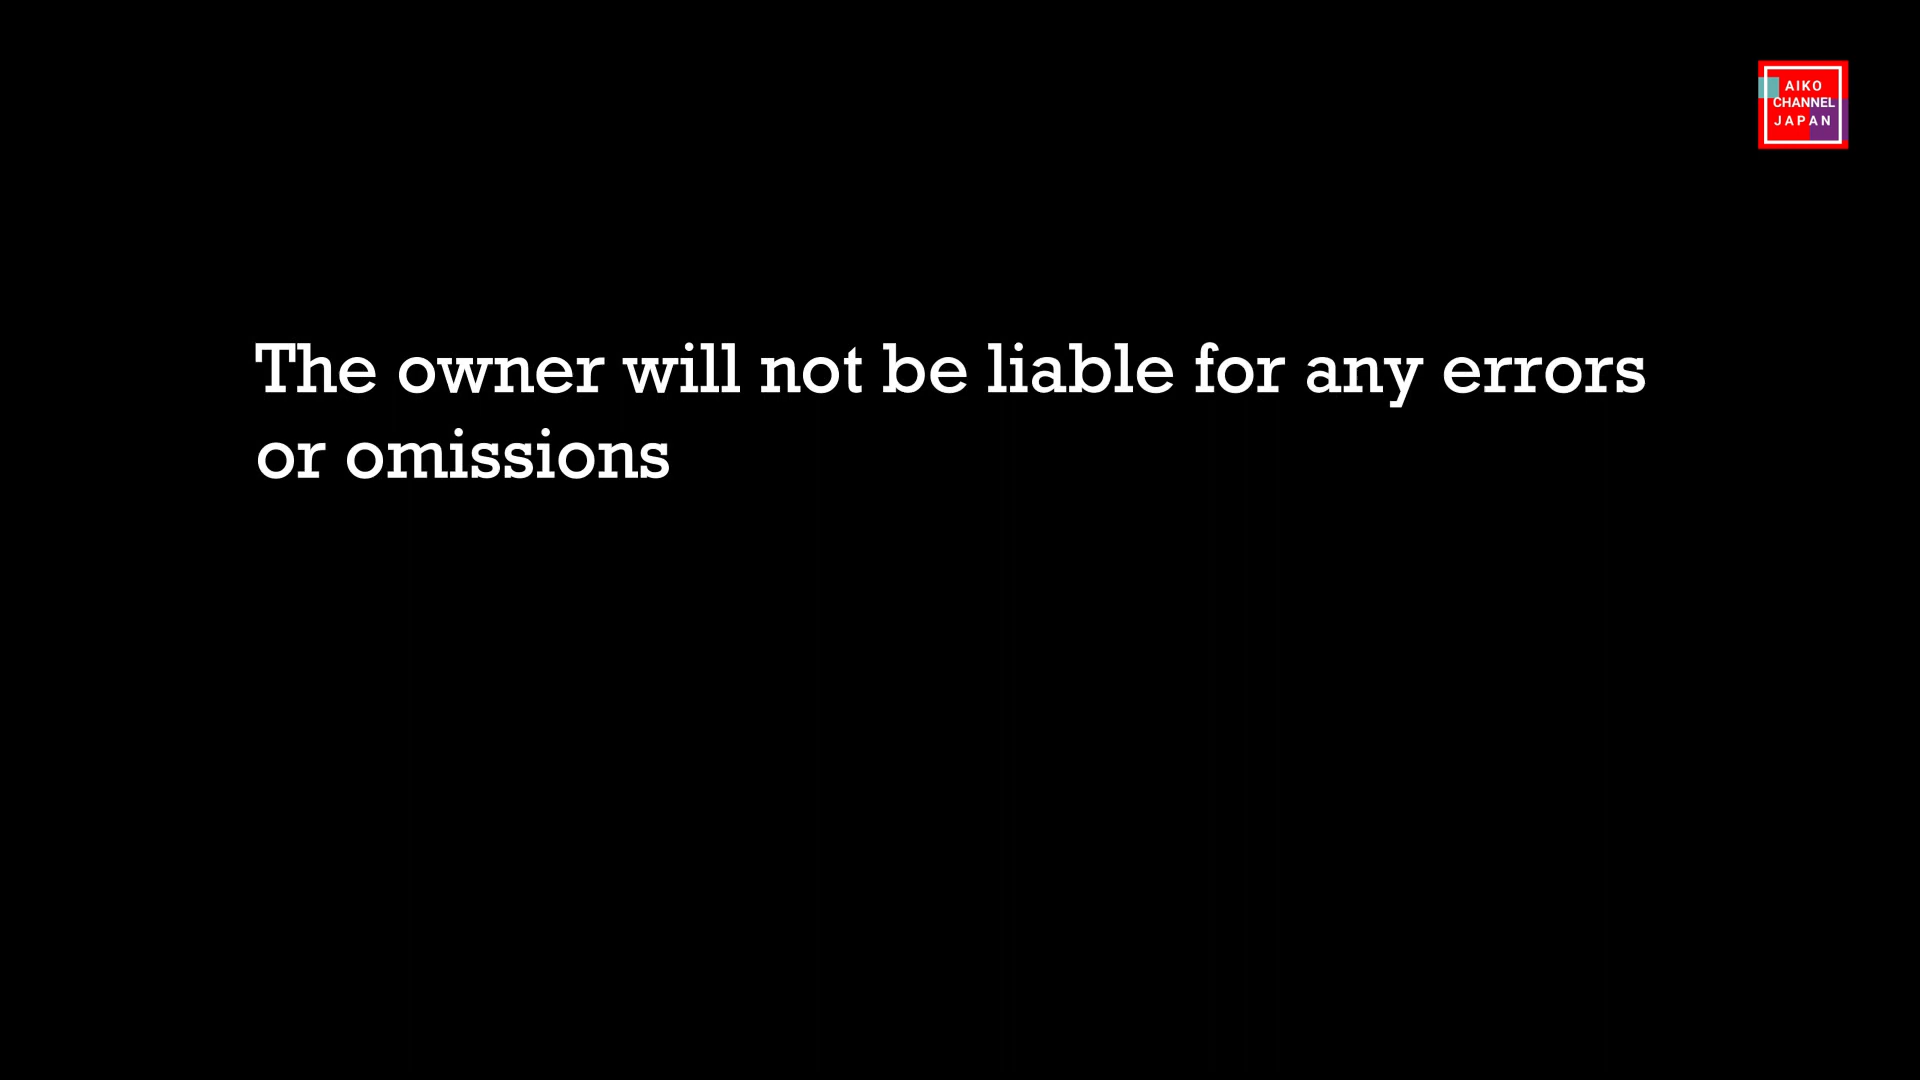 AIKO
CHANNEL
JAPAN
The owner will not be liable for any errors
or omissions